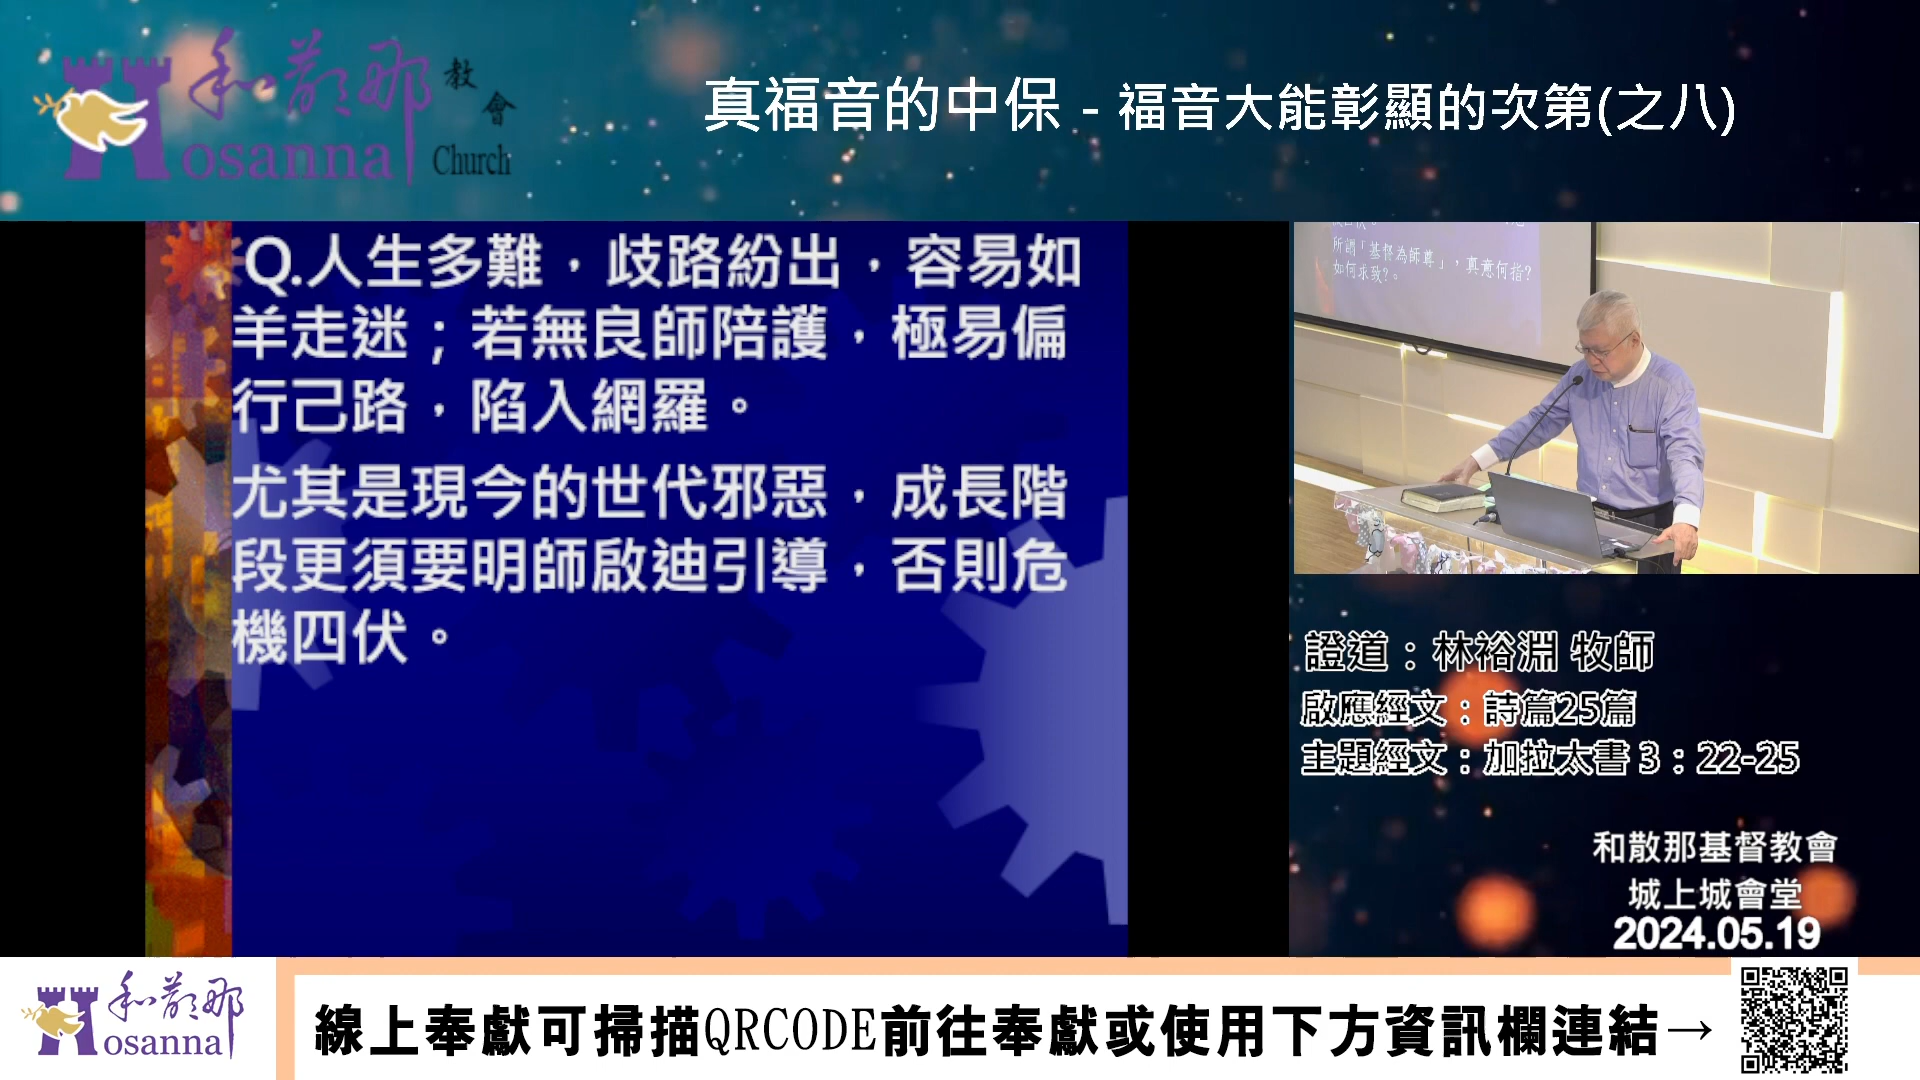 和散那
教會
Hosanna
Church
真福音的中保 - 福音大能彰顯的次第(之八)
Q.人生多難，歧路紛出，容易如
羊走迷；若無良師陪護，極易偏
行己路，陷入網羅。
尤其是現今的世代邪惡，成長階
段更須要明師啟迪引導，否則危
機四伏。
所謂「基督為師尊」，真意何指?
如何求致?。
證道：林裕淵 牧師
啟應經文：詩篇25篇
主題經文：加拉太書 3：22-25
和散那基督教會
城上城會堂
2024.05.19
和散那
Hosanna
線上奉獻可掃描QRCODE前往奉獻或使用下方資訊欄連結→